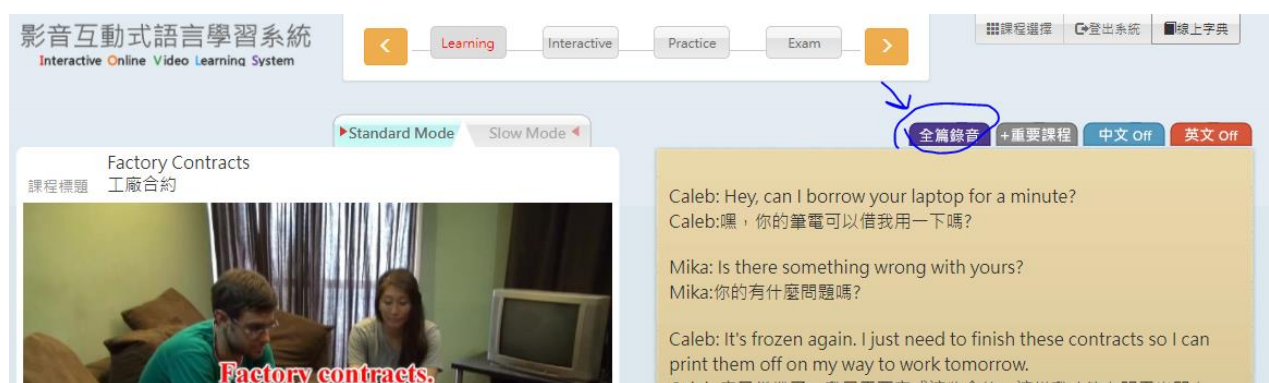 影音互動式語言學習系統
Interactive Online Video Learning System
Learning
Interactive
Practice
Exam
課程選擇
登出系統
線上字典
Standard Mode
Slow Mode
全篇錄音
+重要課程
中文 Off
英文 Off
課程標題
Factory Contracts
工廠合約
Factory contracts.
Caleb: Hey, can I borrow your laptop for a minute?
Caleb:嘿，你的筆電可以借我用一下嗎?
Mika: Is there something wrong with yours?
Mika:你的有什麼問題嗎?
Caleb: It's frozen again. I just need to finish these contracts so I can
print them off on my way to work tomorrow.